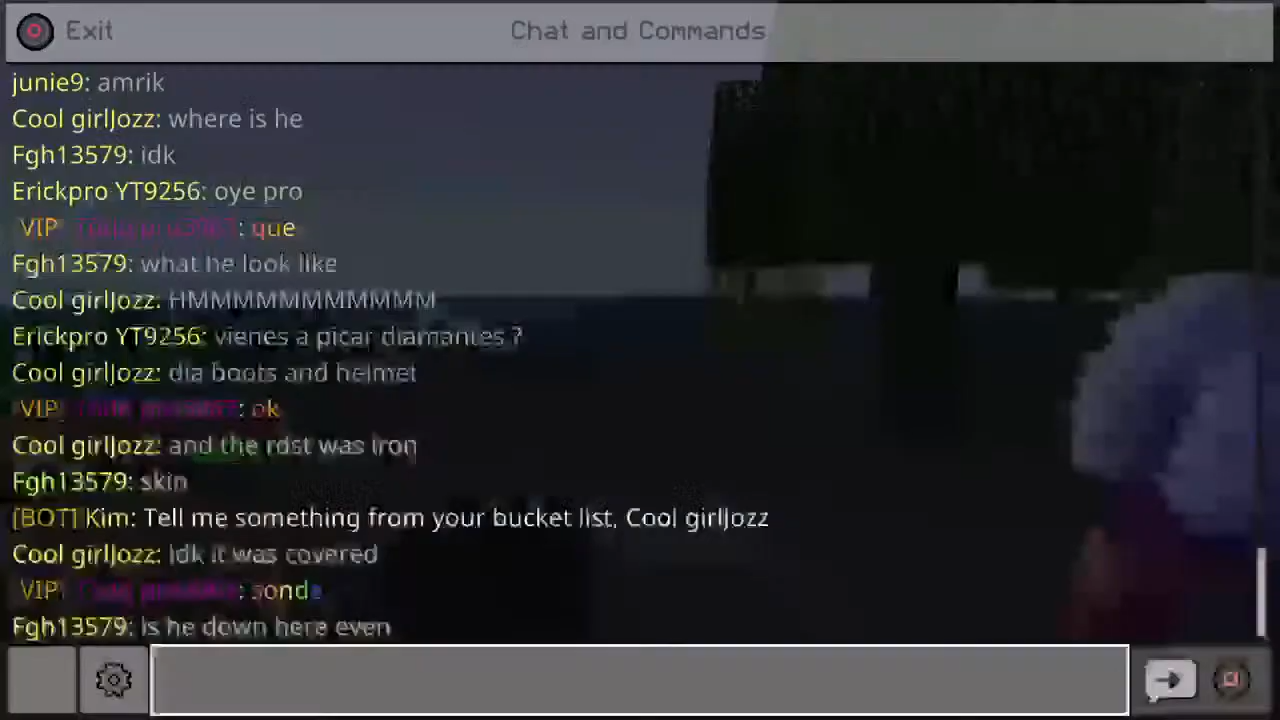 Exit
Chat and Commands
junie9: amrik
Cool girlJozz: where is he
Fgh13579: idk
Erickpro YT9256: oye pro
VIP : que
Fgh13579: what he look like
Cool girlJozz: HMMMMMMMMMMM
Erickpro YT9256: vienes a picar diamantes ?
Cool girlJozz: dia boots and helmet
VIP : ok
Cool girlJozz: and the rdst was iron
Fgh13579: skin
[BOT] Kim: Tell me something from your bucket list, Cool girlJozz
Cool girlJozz: idk it was covered
VIP : sonde
Fgh13579: is he down here even